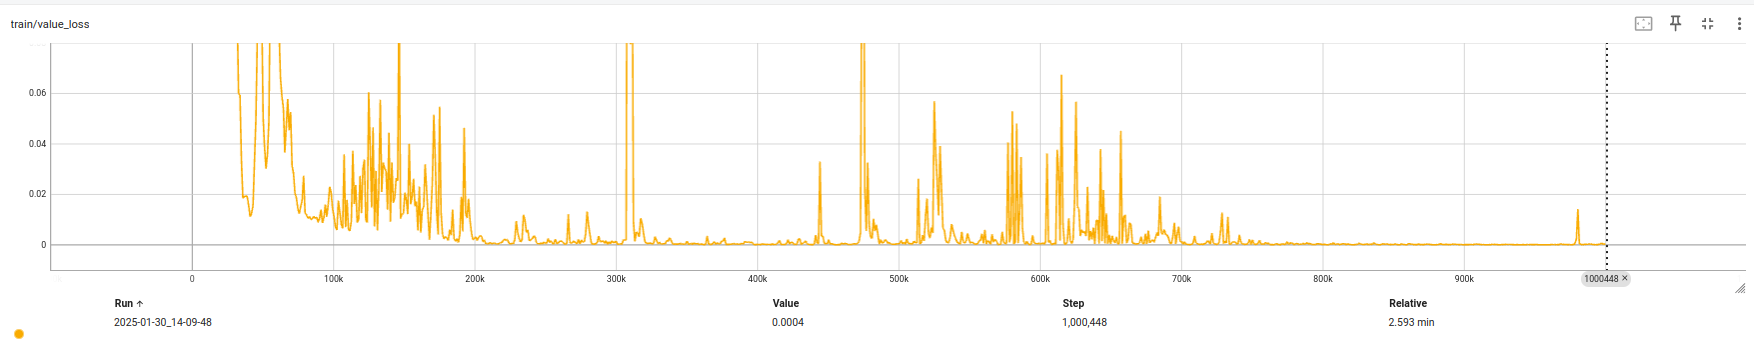 train/value_loss
0.06
0.04
0.02
0
0 100k 200k 300k 400k 500k 600k 700k 800k 900k 1000448 ×
Run ↑ Value Step Relative
2025-01-30_14-09-48 0.0004 1,000,448 2.593 min